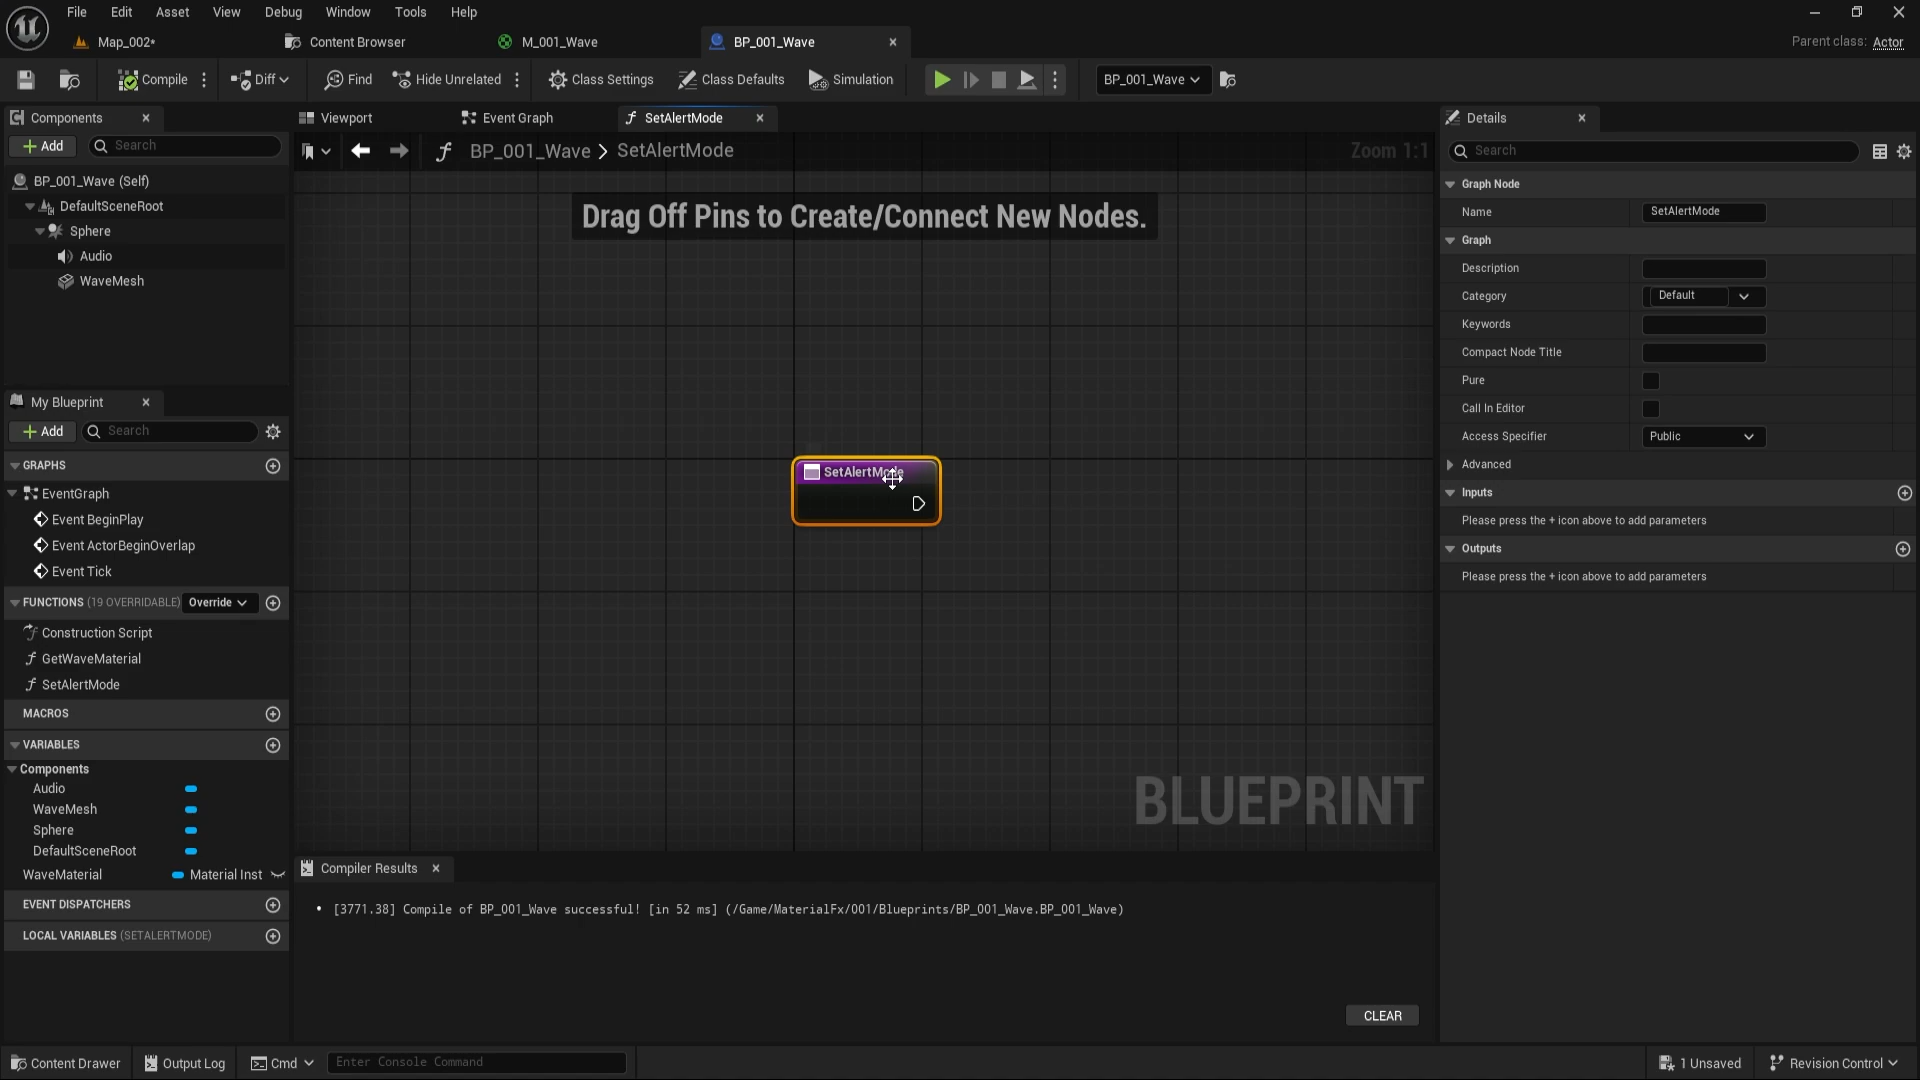 File Edit Asset View Debug Window Tools Help
Map_002* Content Browser M_001_Wave BP_001_Wave Parent class: Actor
Compile Diff Find Hide Unrelated Class Settings Class Defaults Simulation BP_001_Wave
Components Viewport Event Graph SetAlertMode Details
Add Search BP_001_Wave > SetAlertMode Zoom 1:1 Search
BP_001_Wave (Self)
DefaultSceneRoot
Sphere
Audio
WaveMesh
Drag Off Pins to Create/Connect New Nodes.
SetAlertMode
BLUEPRINT
My Blueprint
Add Search
GRAPHS
EventGraph
Event BeginPlay
Event ActorBeginOverlap
Event Tick
FUNCTIONS (19 OVERRIDABLE) Override
Construction Script
GetWaveMaterial
SetAlertMode
MACROS
VARIABLES
Components
Audio
WaveMesh
Sphere
DefaultSceneRoot
WaveMaterial Material Inst
EVENT DISPATCHERS
LOCAL VARIABLES (SETALERTMODE)
Compiler Results
• [3771.38] Compile of BP_001_Wave successful! [in 52 ms] (/Game/MaterialFx/001/Blueprints/BP_001_Wave.BP_001_Wave)
CLEAR
Graph Node
Name SetAlertMode
Graph
Description
Category Default
Keywords
Compact Node Title
Pure
Call In Editor
Access Specifier Public
Advanced
Inputs
Please press the + icon above to add parameters
Outputs
Please press the + icon above to add parameters
Content Drawer Output Log Cmd Enter Console Command 1 Unsaved Revision Control